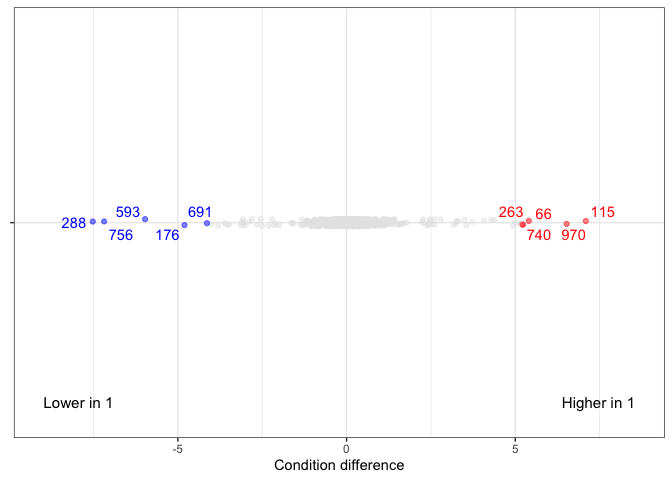 593 691 263 66 115
288
756 176 740 970
Lower in 1 Higher in 1
-5 0 5
Condition difference